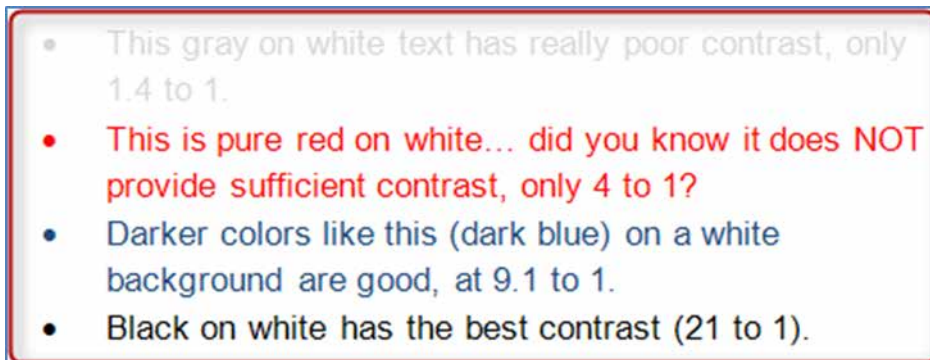 • This gray on white text has really poor contrast, only
1.4 to 1.
• This is pure red on white... did you know it does NOT
provide sufficient contrast, only 4 to 1?
• Darker colors like this (dark blue) on a white
background are good, at 9.1 to 1.
• Black on white has the best contrast (21 to 1).